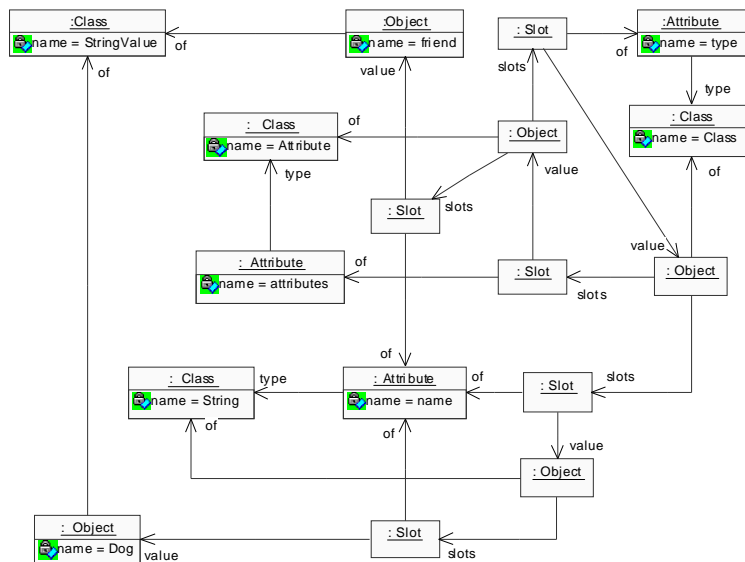 :Class
name = StringValue
of
:Object
name = friend
: Slot
of
:Attribute
name = type
of
value
slots
type
: Class
name = Attribute
of
: Object
: Class
name = Class
type
value
of
: Slot
slots
: Attribute
name = attributes
of
: Slot
slots
value
: Object
of
: Class
name = String
type
: Attribute
name = name
of
: Slot
slots
of
of
value
: Object
: Object
name = Dog
value
: Slot
slots